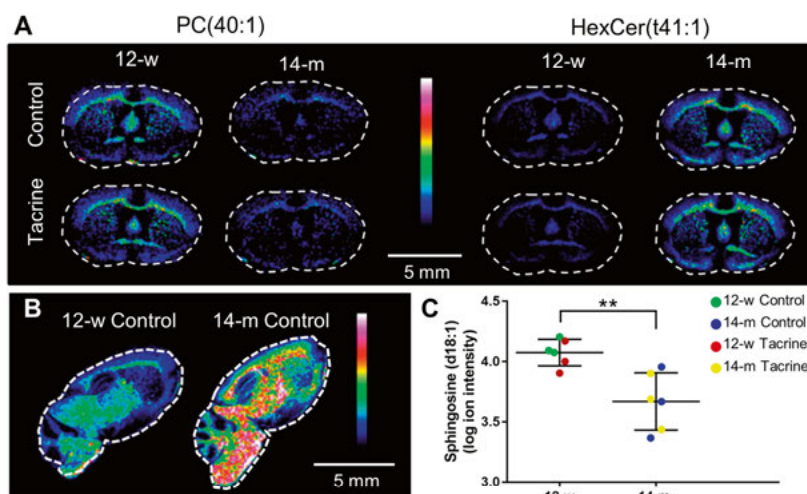 A
PC(40:1)
HexCer(t41:1)
12-w
14-m
12-w
14-m
Control
Tacrine
5 mm
B
12-w Control
14-m Control
5 mm
C
Sphingosine (d18:1)
(log ion intensity)
4.5
4.0
3.5
3.0
**
12-w Control
14-m Control
12-w Tacrine
14-m Tacrine
12-w
14-m